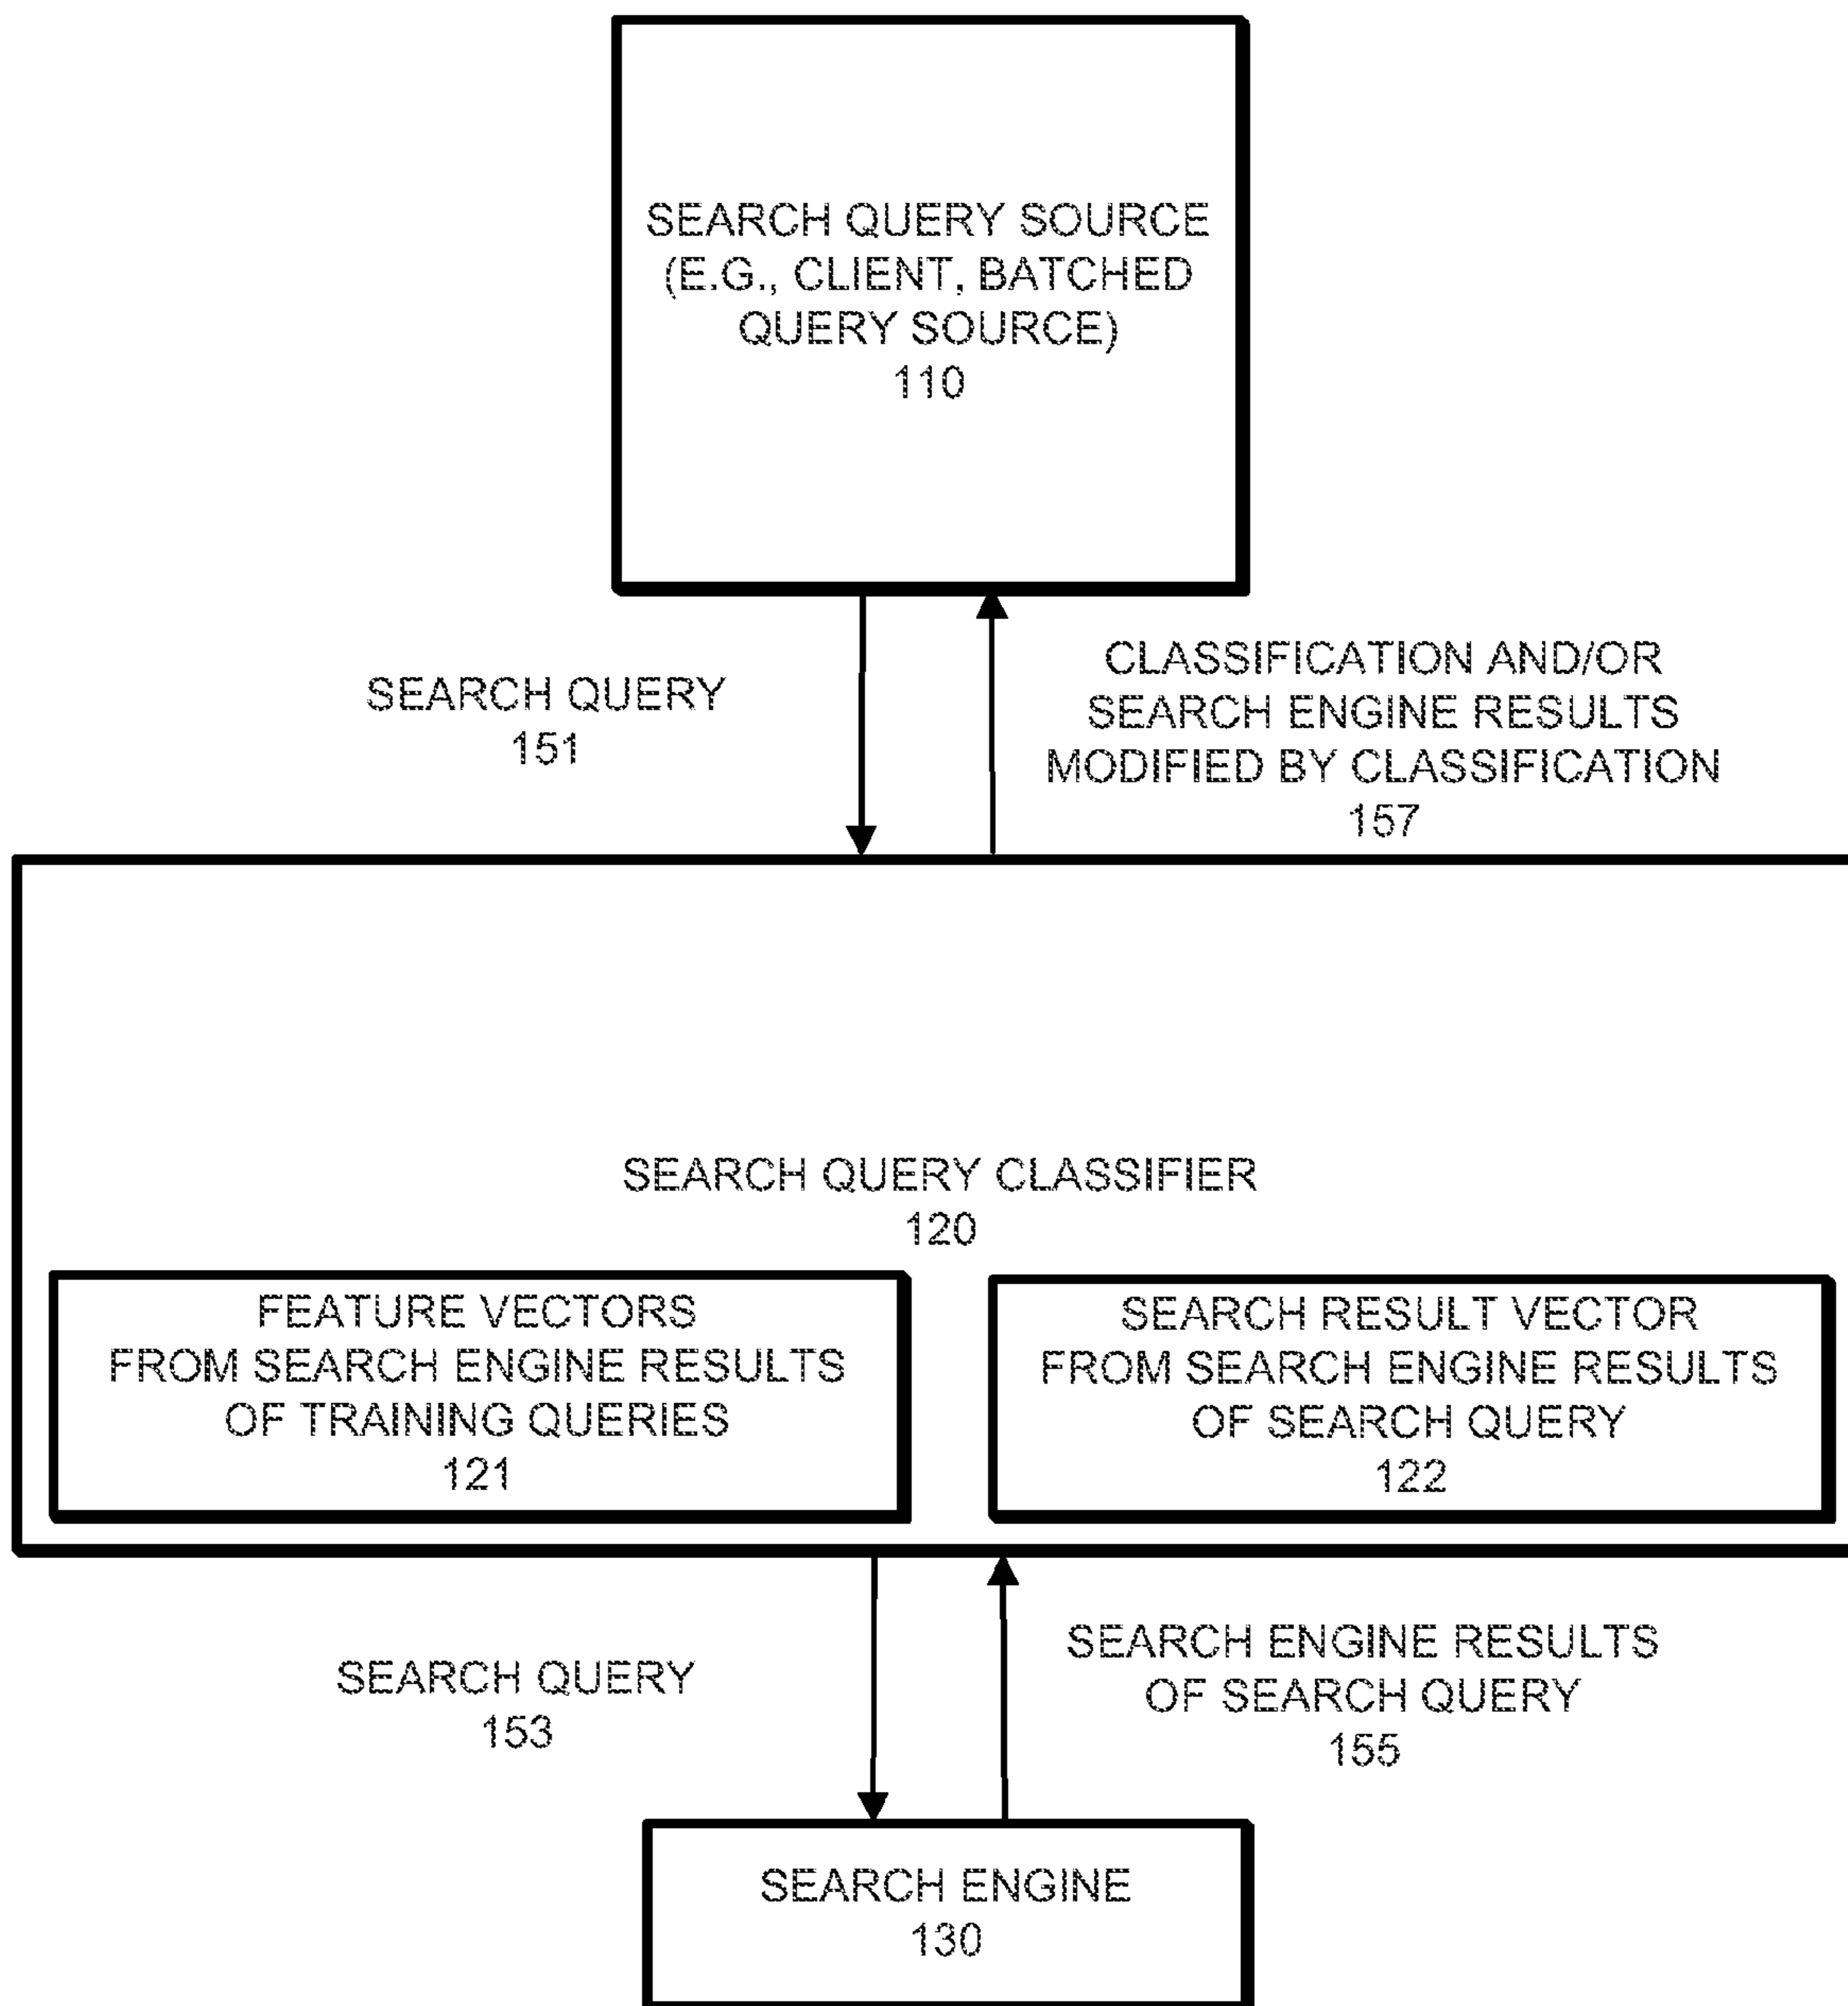 SEARCH QUERY SOURCE
(E.G., CLIENT, BATCHED
QUERY SOURCE)
110
SEARCH QUERY
151
CLASSIFICATION AND/OR
SEARCH ENGINE RESULTS
MODIFIED BY CLASSIFICATION
157
SEARCH QUERY CLASSIFIER
120
FEATURE VECTORS
FROM SEARCH ENGINE RESULTS
OF TRAINING QUERIES
121
SEARCH RESULT VECTOR
FROM SEARCH ENGINE RESULTS
OF SEARCH QUERY
122
SEARCH QUERY
153
SEARCH ENGINE RESULTS
OF SEARCH QUERY
155
SEARCH ENGINE
130